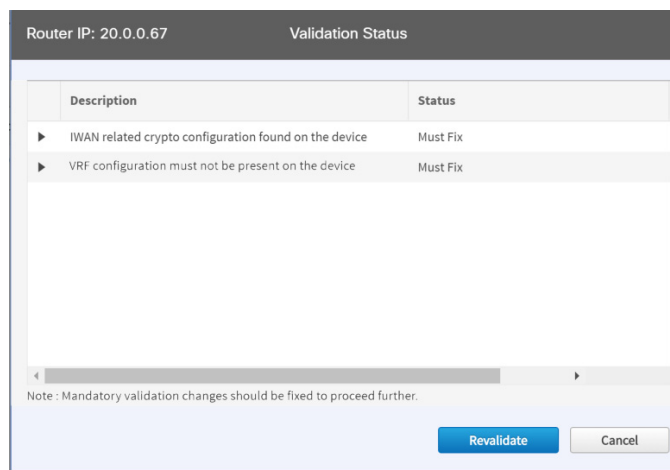 Router IP: 20.0.0.67 Validation Status
Description Status
IWAN related crypto configuration found on the device Must Fix
VRF configuration must not be present on the device Must Fix
Note : Mandatory validation changes should be fixed to proceed further.
Revalidate Cancel